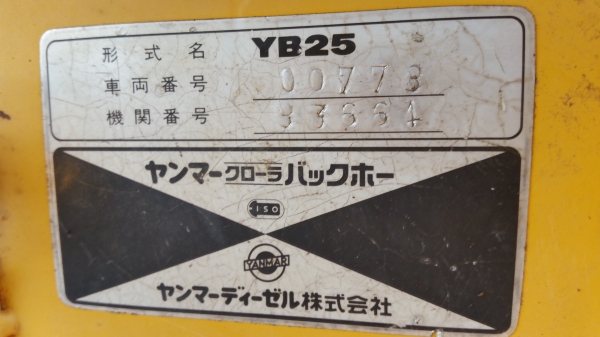 形式名 YB25
車両番号 00773
機関番号
ヤンマークローラバックホー
ISO
YANMAR
ヤンマーディーゼル株式会社